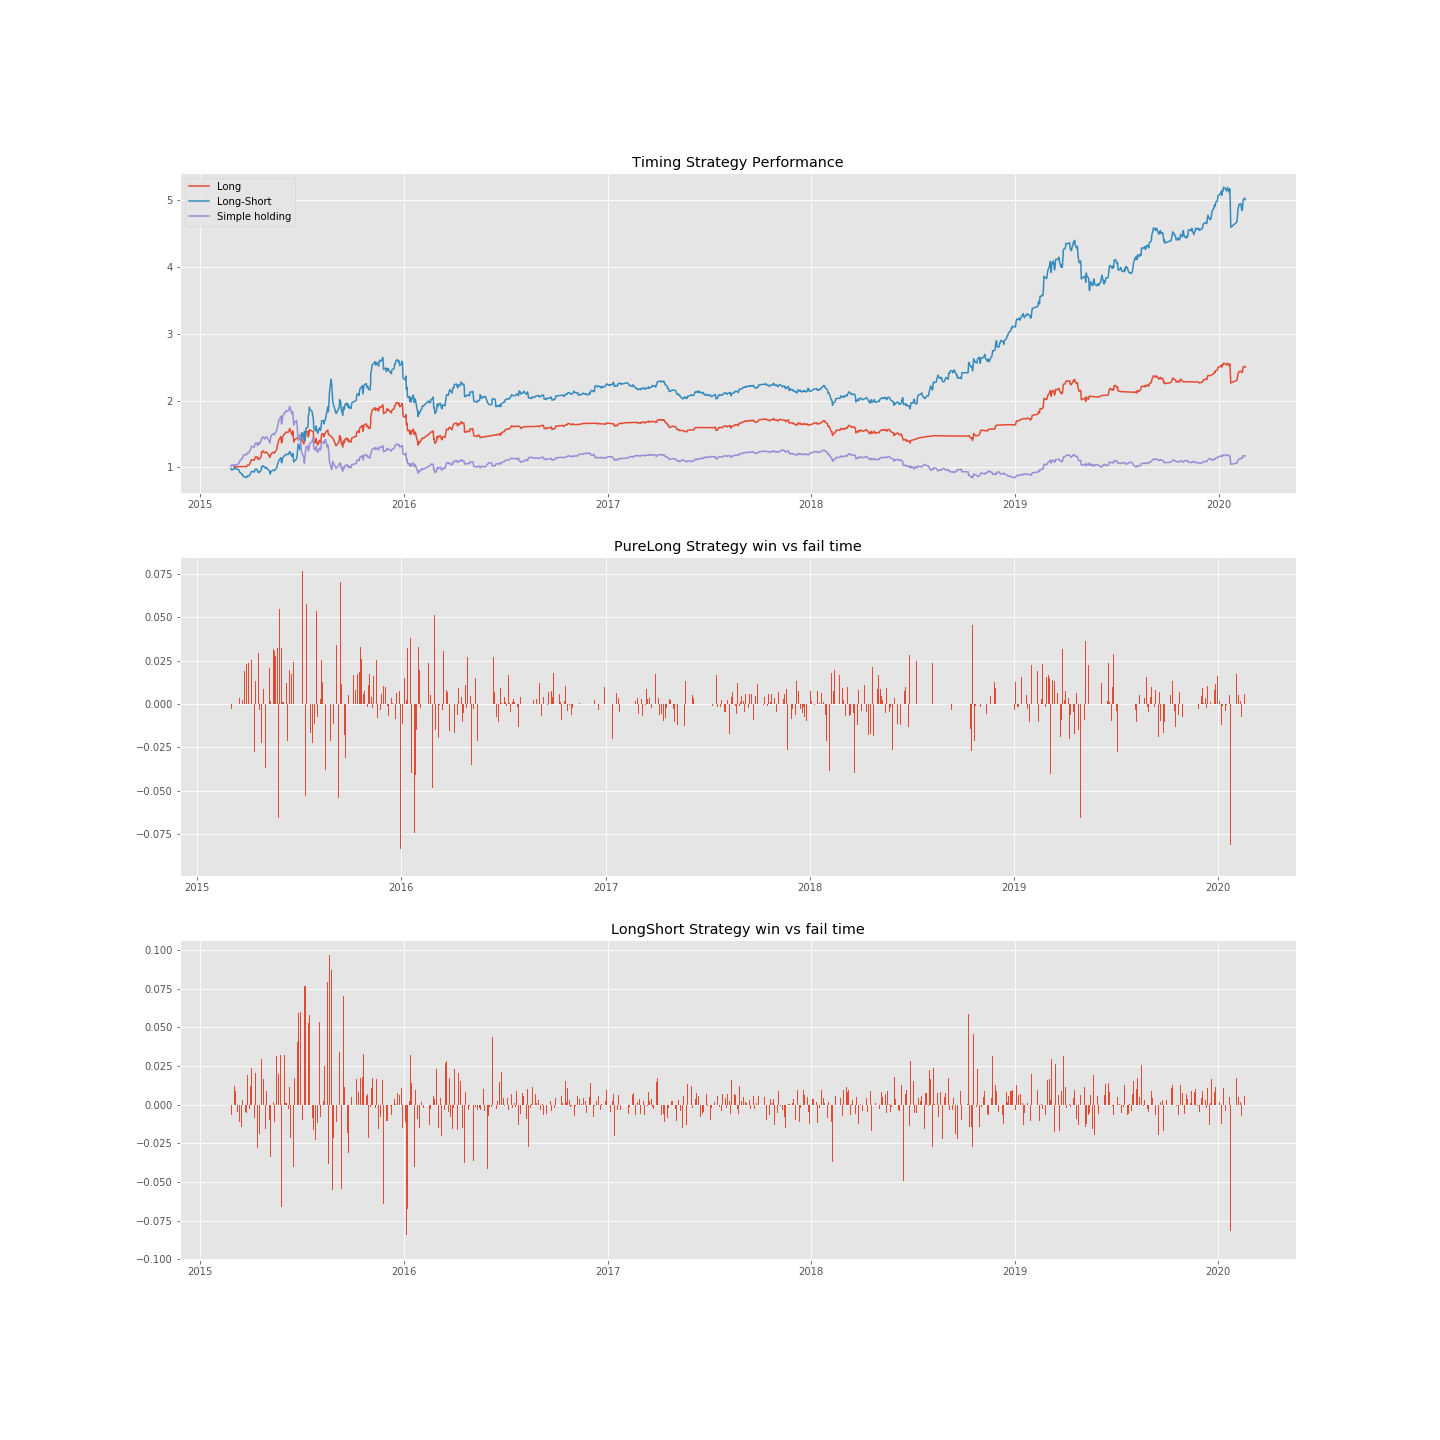 Timing Strategy Performance
Long
Long-Short
Simple holding
5
4
3
2
1
2015 2016 2017 2018 2019 2020
PureLong Strategy win vs fail time
0.075
0.050
0.025
0.000
−0.025
−0.050
−0.075
2015 2016 2017 2018 2019 2020
LongShort Strategy win vs fail time
0.100
0.075
0.050
0.025
0.000
−0.025
−0.050
−0.075
−0.100
2015 2016 2017 2018 2019 2020